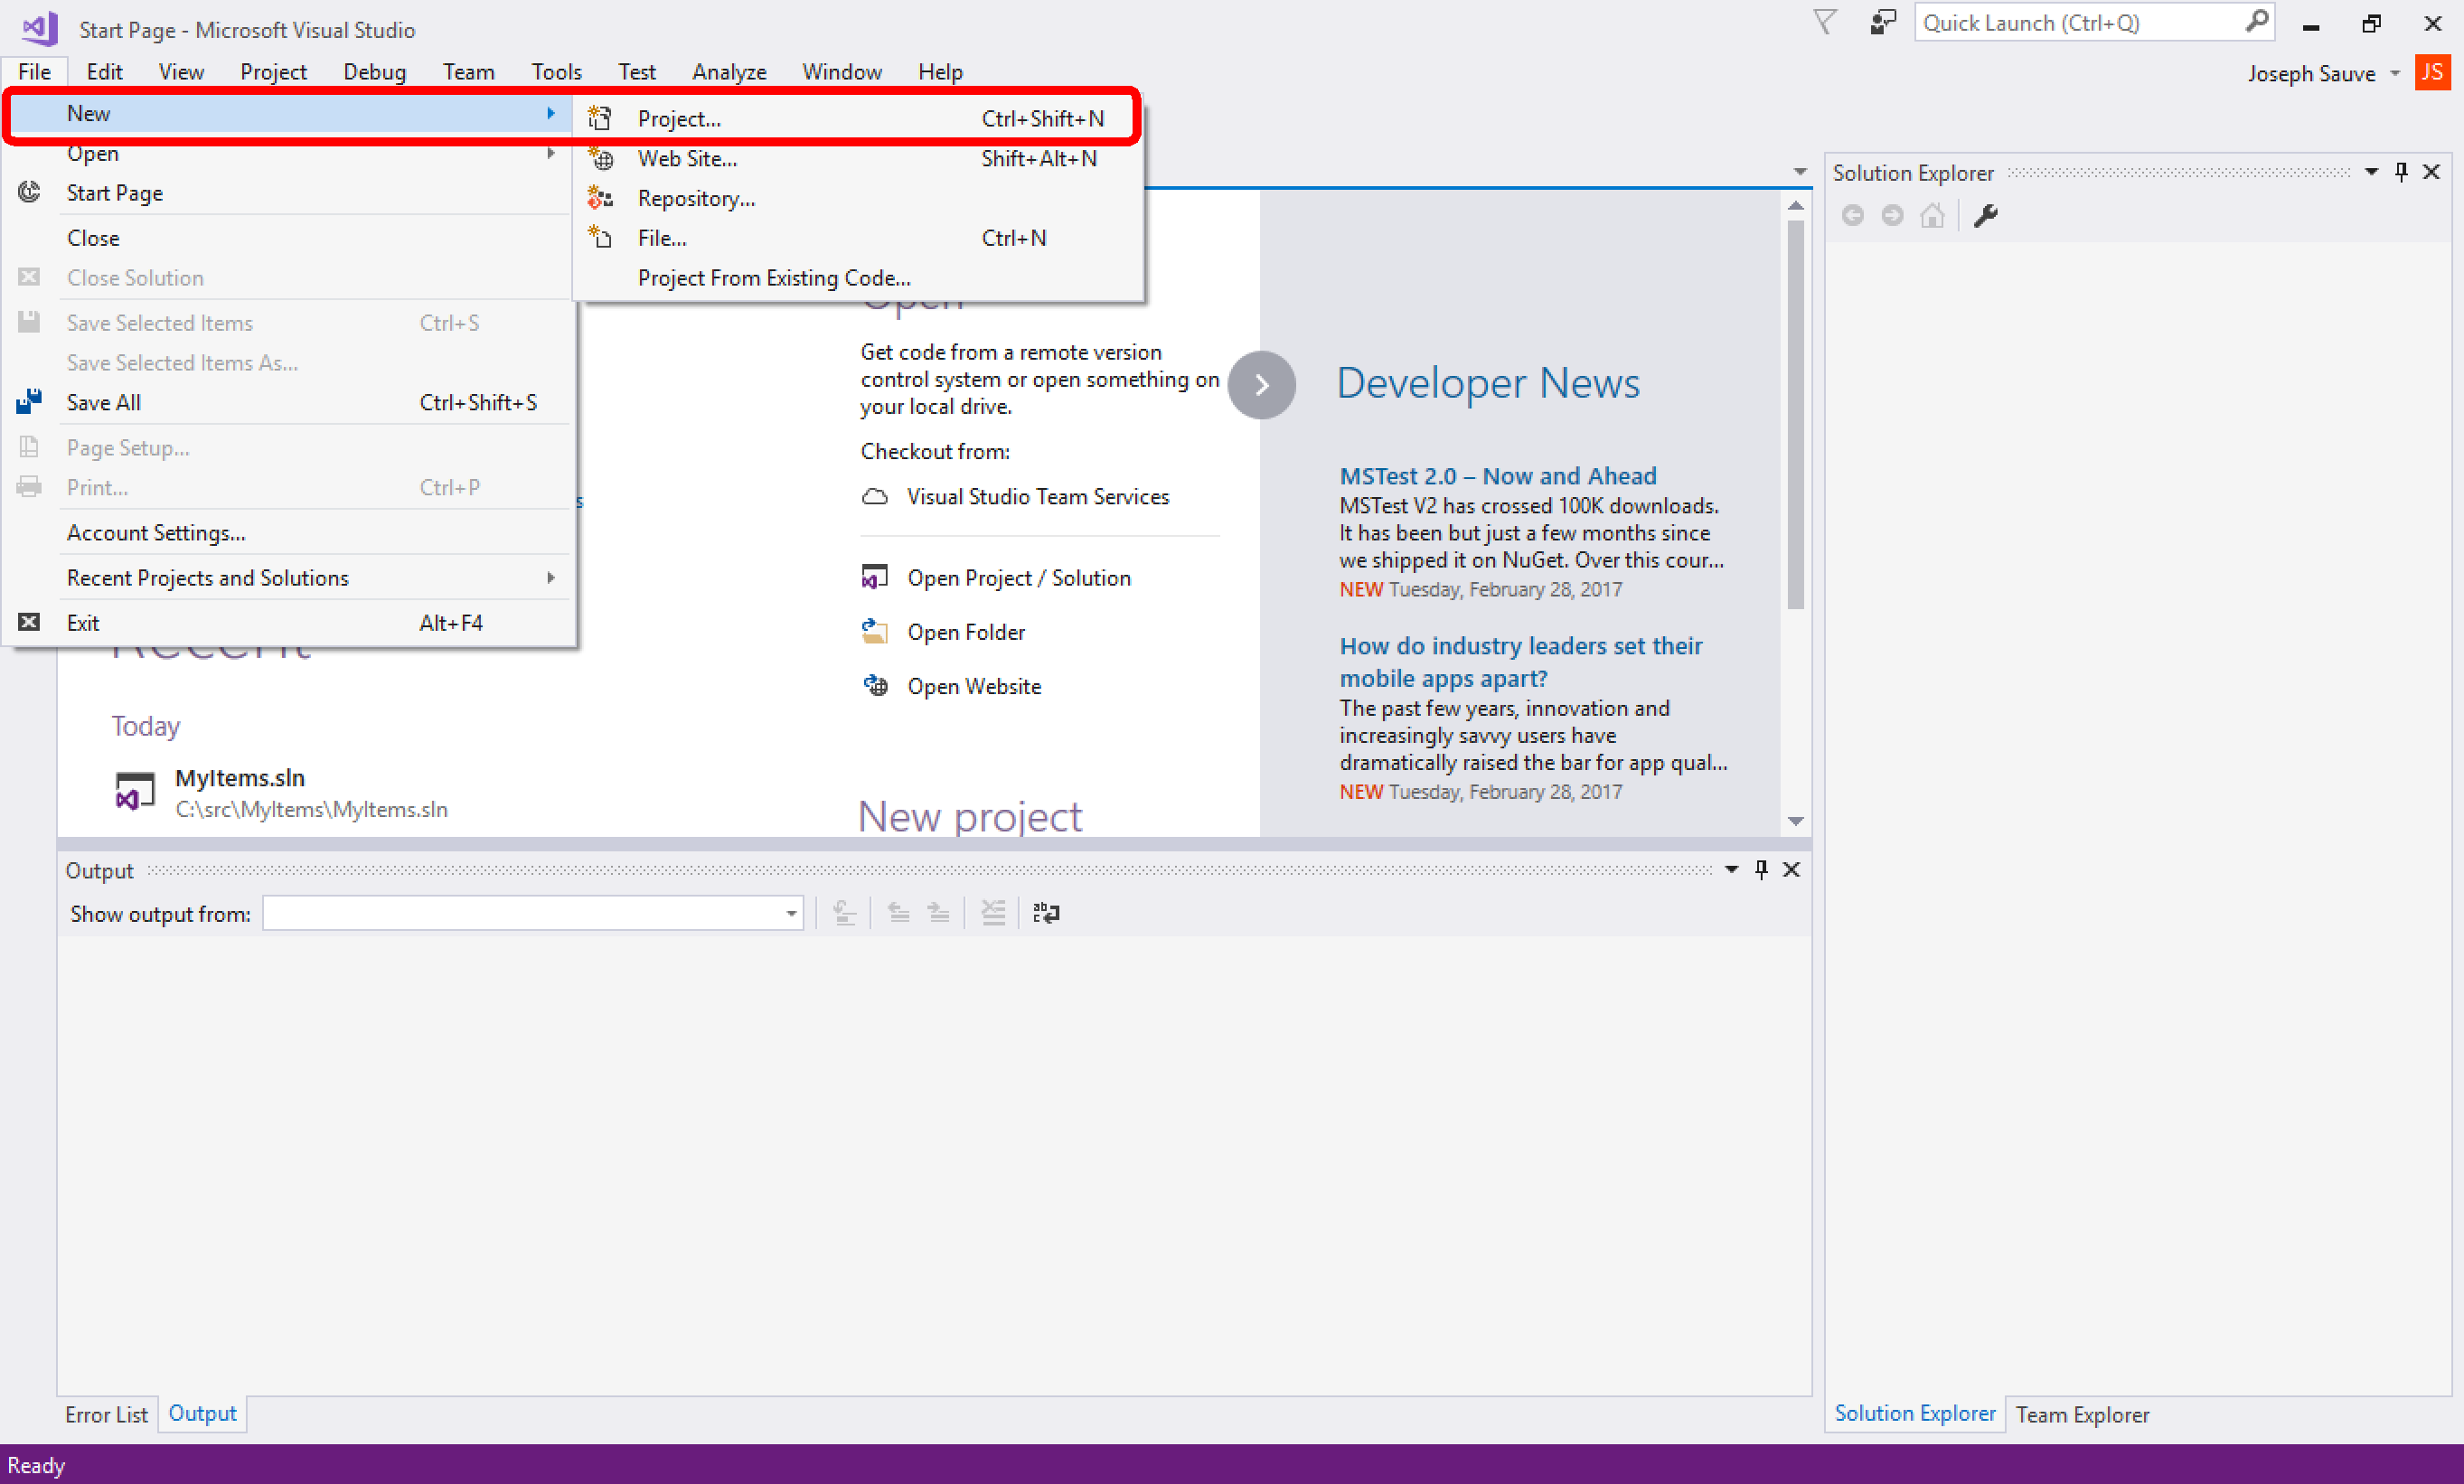 Start Page - Microsoft Visual Studio
Quick Launch (Ctrl+Q)
File Edit View Project Debug Team Tools Test Analyze Window Help
Joseph Sauve JS
New
Open
Start Page
Close
Close Solution
Save Selected Items Ctrl+S
Save Selected Items As...
Save All Ctrl+Shift+S
Page Setup...
Print... Ctrl+P
Account Settings...
Recent Projects and Solutions
Exit Alt+F4
Project... Ctrl+Shift+N
Web Site... Shift+Alt+N
Repository...
File... Ctrl+N
Project From Existing Code...
Recent
Today
MyItems.sln
C:\src\MyItems\MyItems.sln
Open
Get code from a remote version
control system or open something on
your local drive.
Checkout from:
Visual Studio Team Services
Open Project / Solution
Open Folder
Open Website
New project
Developer News
MSTest 2.0 – Now and Ahead
MSTest V2 has crossed 100K downloads.
It has been but just a few months since
we shipped it on NuGet. Over this cour...
NEW Tuesday, February 28, 2017
How do industry leaders set their
mobile apps apart?
The past few years, innovation and
increasingly savvy users have
dramatically raised the bar for app qual...
NEW Tuesday, February 28, 2017
Solution Explorer
Output
Show output from:
Error List Output
Solution Explorer Team Explorer
Ready